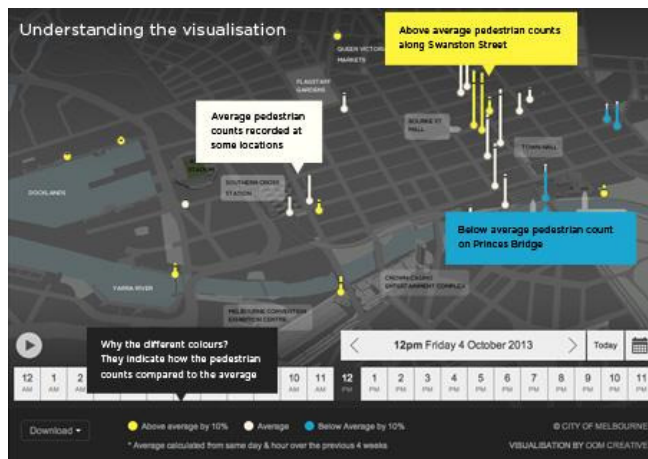 Understanding the visualisation
Above average pedestrian counts
along Swanston Street
QUEEN VICTORIA
MARKETS
FLAGSTAFF
GARDENS
Average pedestrian
counts recorded at
some locations
BOURKE ST
MALL
TOWN HALL
STATION
SOUTHERN CROSS
STATION
DOCKLANDS
Below average pedestrian count
on Princes Bridge
YARRA RIVER
CROWN CASINO
ENTERTAINMENT COMPLEX
MELBOURNE CONVENTION
EXHIBITION CENTRE
Why the different colours?
They indicate how the pedestrian
counts compared to the average
12pm Friday 4 October 2013
Today
12 1 2 10 11 12 1 2 3 4 5 6 7 8 9 10 11
AM AM AM AM AM PM PM PM PM PM PM PM PM PM PM PM PM
Download
Above average by 10% Average Below Average by 10%
* Average calculated from same day & hour over the previous 4 weeks
© CITY OF MELBOURNE
VISUALISATION BY OOM CREATIVE